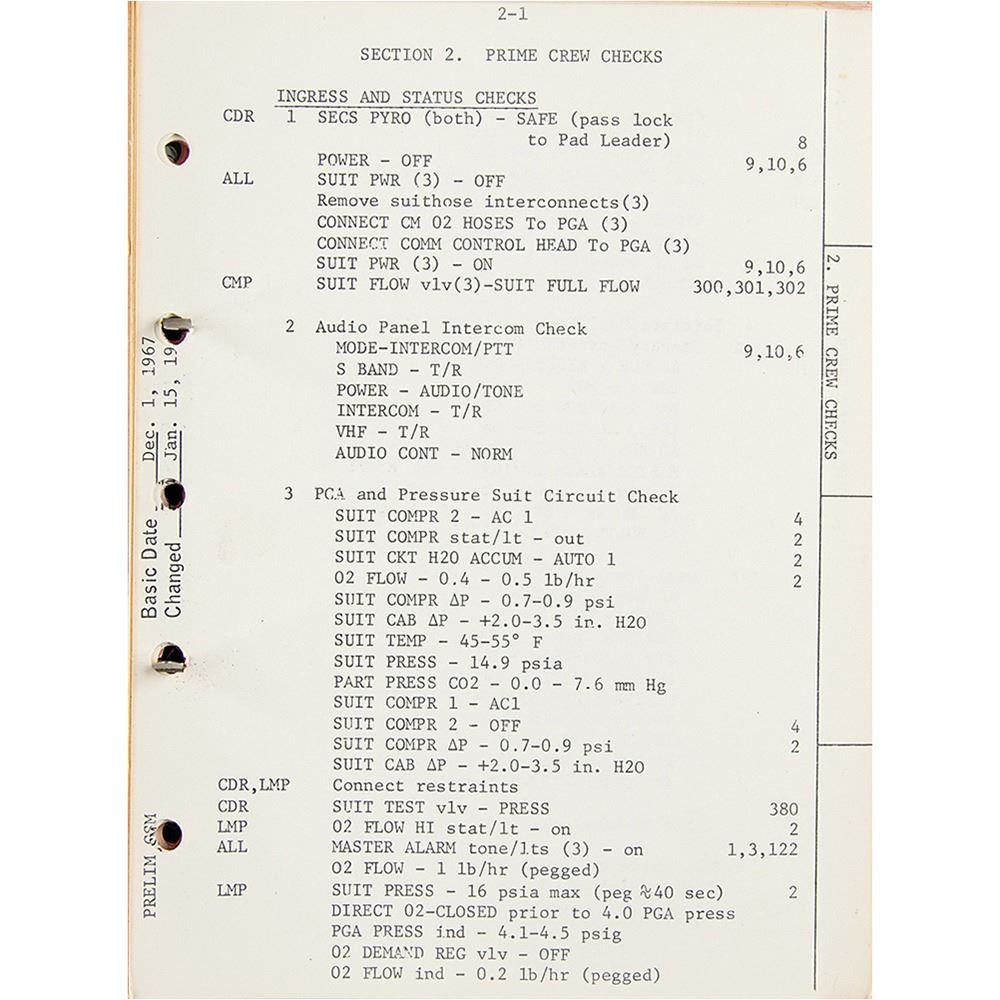 2-1
SECTION 2. PRIME CREW CHECKS
INGRESS AND STATUS CHECKS
CDR 1 SECS PYRO (both) - SAFE (pass lock
to Pad Leader) 8
POWER - OFF 9,10,6
ALL SUIT PWR (3) - OFF
Remove suithose interconnects(3)
CONNECT CM O2 HOSES To PGA (3)
CONNECT COMM CONTROL HEAD To PGA (3)
SUIT PWR (3) - ON 9,10,6
CMP SUIT FLOW vlv(3)-SUIT FULL FLOW 300,301,302
2 Audio Panel Intercom Check
MODE-INTERCOM/PTT 9,10,6
S BAND - T/R
POWER - AUDIO/TONE
INTERCOM - T/R
VHF - T/R
AUDIO CONT - NORM
3 PGA and Pressure Suit Circuit Check
SUIT COMPR 2 - AC 1 4
SUIT COMPR stat/lt - out 2
SUIT CKT H2O ACCUM - AUTO 1 2
O2 FLOW - 0.4 - 0.5 lb/hr 2
SUIT COMPR ΔP - 0.7-0.9 psi
SUIT CAB ΔP - +2.0-3.5 in. H2O
SUIT TEMP - 45-55° F
SUIT PRESS - 14.9 psia
PART PRESS CO2 - 0.0 - 7.6 mm Hg
SUIT COMPR 1 - AC1
SUIT COMPR 2 - OFF 4
SUIT COMPR ΔP - 0.7-0.9 psi 2
SUIT CAB ΔP - +2.0-3.5 in. H2O
CDR,LMP Connect restraints
CDR SUIT TEST vlv - PRESS 380
LMP O2 FLOW HI stat/lt - on 2
ALL MASTER ALARM tone/lts (3) - on 1,3,122
O2 FLOW - 1 lb/hr (pegged)
LMP SUIT PRESS - 16 psia max (peg ≈40 sec) 2
DIRECT O2-CLOSED prior to 4.0 PGA press
PGA PRESS ind - 4.1-4.5 psig
O2 DEMAND REG vlv - OFF
O2 FLOW ind - 0.2 lb/hr (pegged)
2. PRIME CREW CHECKS
Basic Date Dec. 1, 1967
Changed Jan. 15, 19
PRELIM